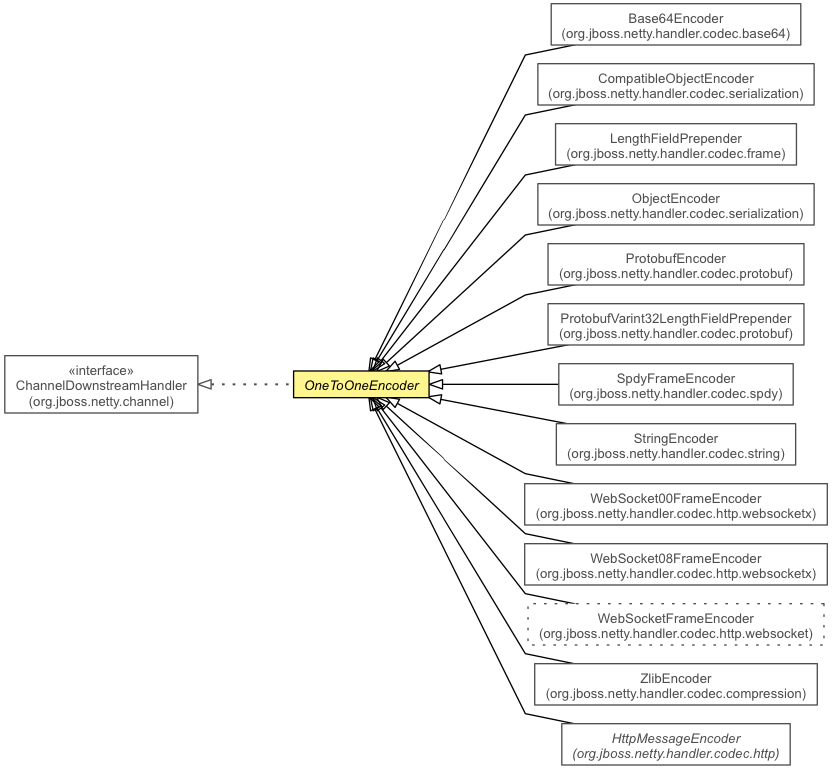 «interface»
ChannelDownstreamHandler
(org.jboss.netty.channel)
OneToOneEncoder
Base64Encoder
(org.jboss.netty.handler.codec.base64)
CompatibleObjectEncoder
(org.jboss.netty.handler.codec.serialization)
LengthFieldPrepender
(org.jboss.netty.handler.codec.frame)
ObjectEncoder
(org.jboss.netty.handler.codec.serialization)
ProtobufEncoder
(org.jboss.netty.handler.codec.protobuf)
ProtobufVarint32LengthFieldPrepender
(org.jboss.netty.handler.codec.protobuf)
SpdyFrameEncoder
(org.jboss.netty.handler.codec.spdy)
StringEncoder
(org.jboss.netty.handler.codec.string)
WebSocket00FrameEncoder
(org.jboss.netty.handler.codec.http.websocketx)
WebSocket08FrameEncoder
(org.jboss.netty.handler.codec.http.websocketx)
WebSocketFrameEncoder
(org.jboss.netty.handler.codec.http.websocket)
ZlibEncoder
(org.jboss.netty.handler.codec.compression)
HttpMessageEncoder
(org.jboss.netty.handler.codec.http)